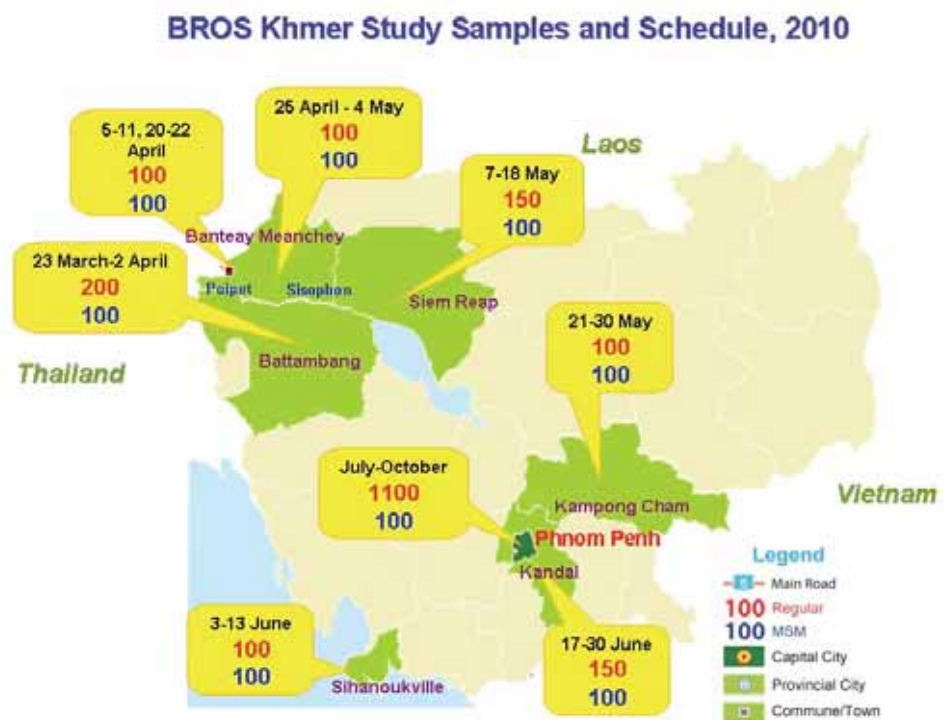 BROS Khmer Study Samples and Schedule, 2010
25 April - 4 May
100
100
5-11, 20-22
April
100
100
Laos
7-18 May
150
100
Banteay Meanchey
23 March-2 April
200
100
Poipet
Sisophon
Siem Reap
21-30 May
100
100
Battambang
Thailand
July-October
1100
100
Kampong Cham
Vietnam
Phnom Penh
Kandal
3-13 June
100
100
Sihanoukville
17-30 June
150
100
Legend
Main Road
100 Regular
100 MSM
Capital City
Provincial City
Commune/Town